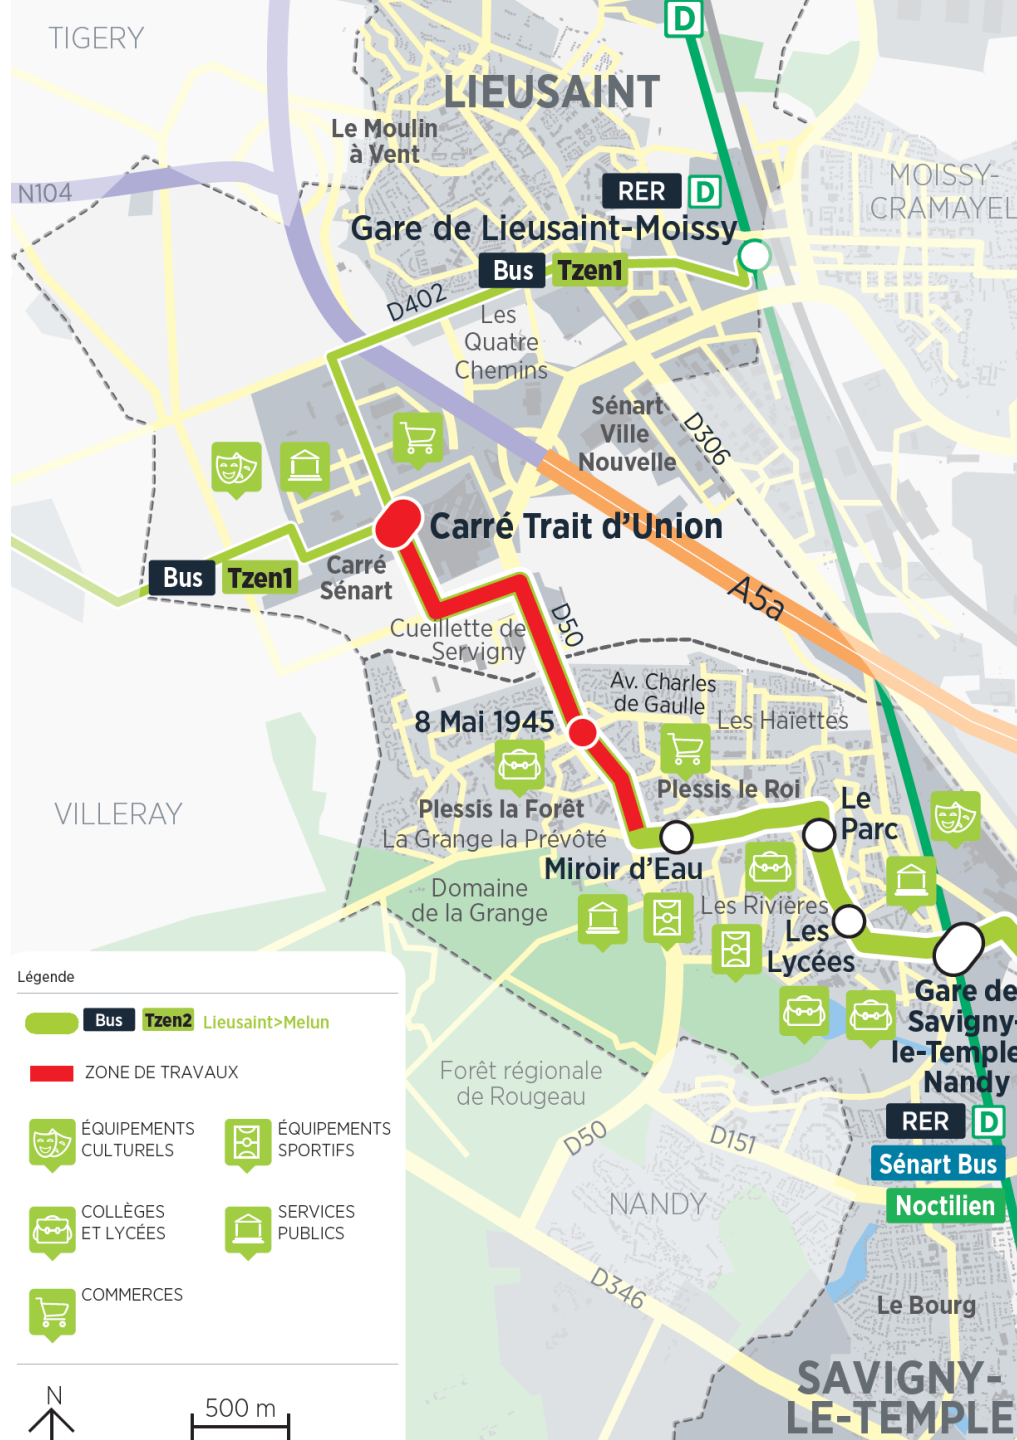 D
TIGERY
LIEUSAINT
Le Moulin
à Vent
MOISSY-
CRAMAYEL
N104
RER D
Gare de Lieusaint-Moissy
Bus Tzen1
D402
Les
Quatre
Chemins
Sénart
Ville
Nouvelle
D306
Carré Trait d’Union
Bus Tzen1
Carré
Sénart
A5a
D50
Cueillette de
Servigny
Av. Charles
de Gaulle
8 Mai 1945
Les Haïettes
Plessis le Roi
Plessis la Forêt
Le
Parc
VILLERAY
La Grange la Prévôté
Miroir d’Eau
Domaine
de la Grange
Les Rivières
Les
Lycées
Gare de
Savigny-
le-Temple
Nandy
RER D
Sénart Bus
Noctilien
Forêt régionale
de Rougeau
D50
D151
NANDY
D346
Le Bourg
SAVIGNY-
LE-TEMPLE
Légende
Bus Tzen2 Lieusaint>Melun
ZONE DE TRAVAUX
ÉQUIPEMENTS
CULTURELS
ÉQUIPEMENTS
SPORTIFS
COLLÈGES
ET LYCÉES
SERVICES
PUBLICS
COMMERCES
N
500 m